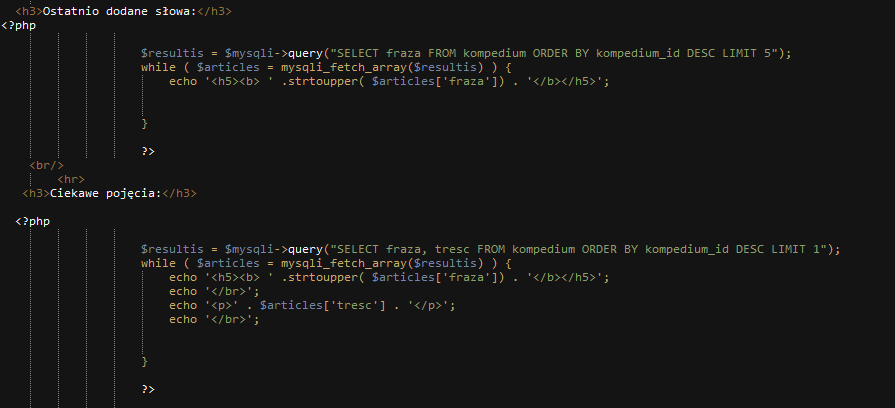 <h3>Ostatnio dodane słowa:</h3>
<?php
$resultis = $mysqli->query("SELECT fraza FROM kompedium ORDER BY kompedium_id DESC LIMIT 5");
while ( $articles = mysqli_fetch_array($resultis) ) {
echo '<h5><b> ' .strtoupper( $articles['fraza']) . '</b></h5>';
}
?>
<br/>
<hr>
<h3>Ciekawe pojęcia:</h3>
<?php
$resultis = $mysqli->query("SELECT fraza, tresc FROM kompedium ORDER BY kompedium_id DESC LIMIT 1");
while ( $articles = mysqli_fetch_array($resultis) ) {
echo '<h5><b> ' .strtoupper( $articles['fraza']) . '</b></h5>';
echo '</br>';
echo '<p>' . $articles['tresc'] . '</p>';
echo '</br>';
}
?>